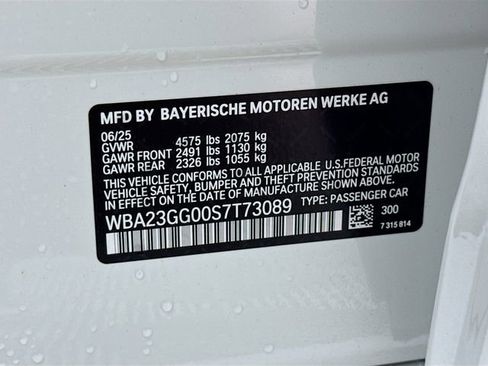 MFD BY BAYERISCHE MOTOREN WERKE AG
06/25
GVWR 4575 lbs 2075 kg
GAWR FRONT 2491 lbs 1130 kg
GAWR REAR 2326 lbs 1055 kg
THIS VEHICLE CONFORMS TO ALL APPLICABLE U.S.FEDERAL MOTOR
VEHICLE SAFETY, BUMPER AND THEFT PREVENTION STANDARDS
IN EFFECT ON THE DATE OF MANUFACTURE SHOWN ABOVE.
WBA23GG00S7T73089 TYPE: PASSENGER CAR
300
7 315 814